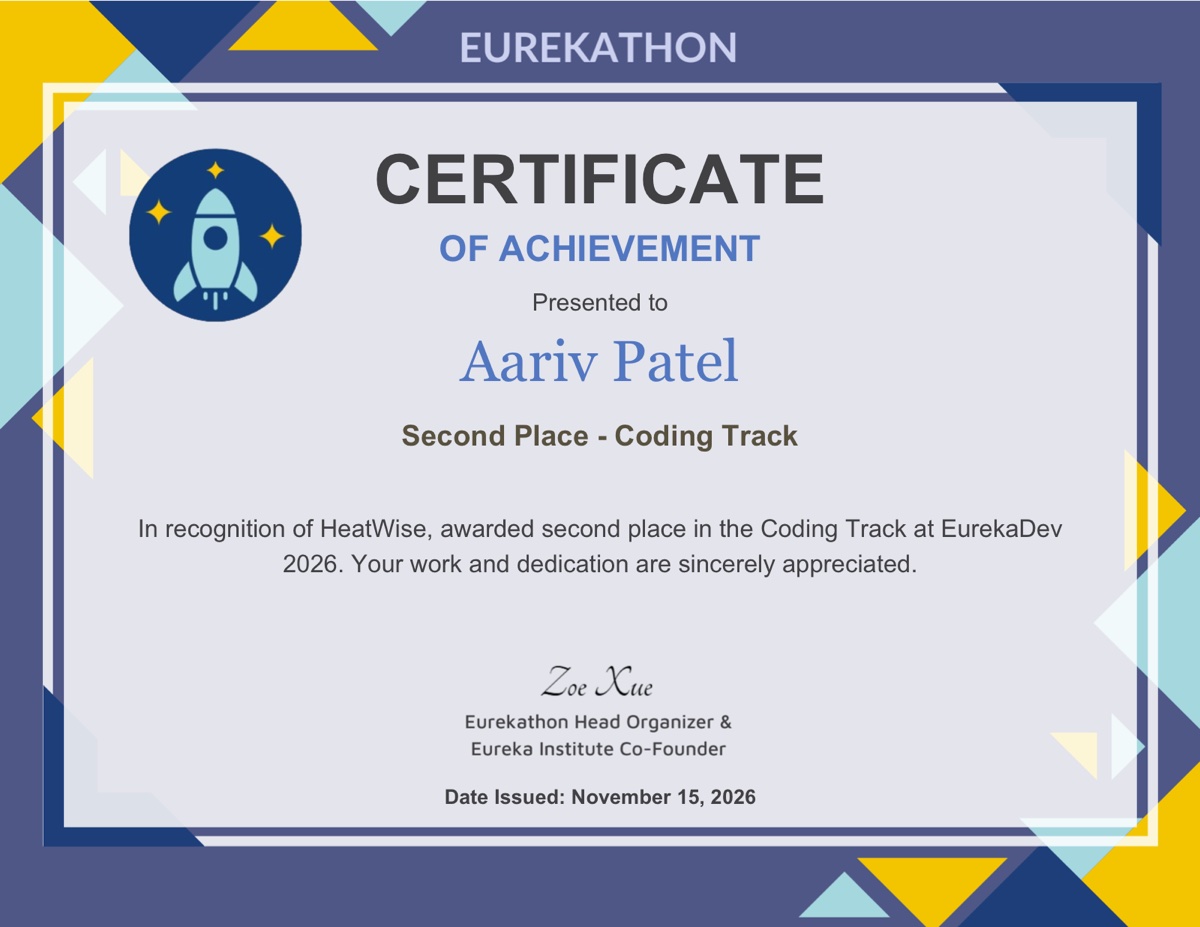 EUREKATHON
CERTIFICATE
OF ACHIEVEMENT
Presented to
Aariv Patel
Second Place - Coding Track
In recognition of HeatWise, awarded second place in the Coding Track at EurekaDev
2026. Your work and dedication are sincerely appreciated.
Zoe Xue
Eurekathon Head Organizer &
Eureka Institute Co-Founder
Date Issued: November 15, 2026